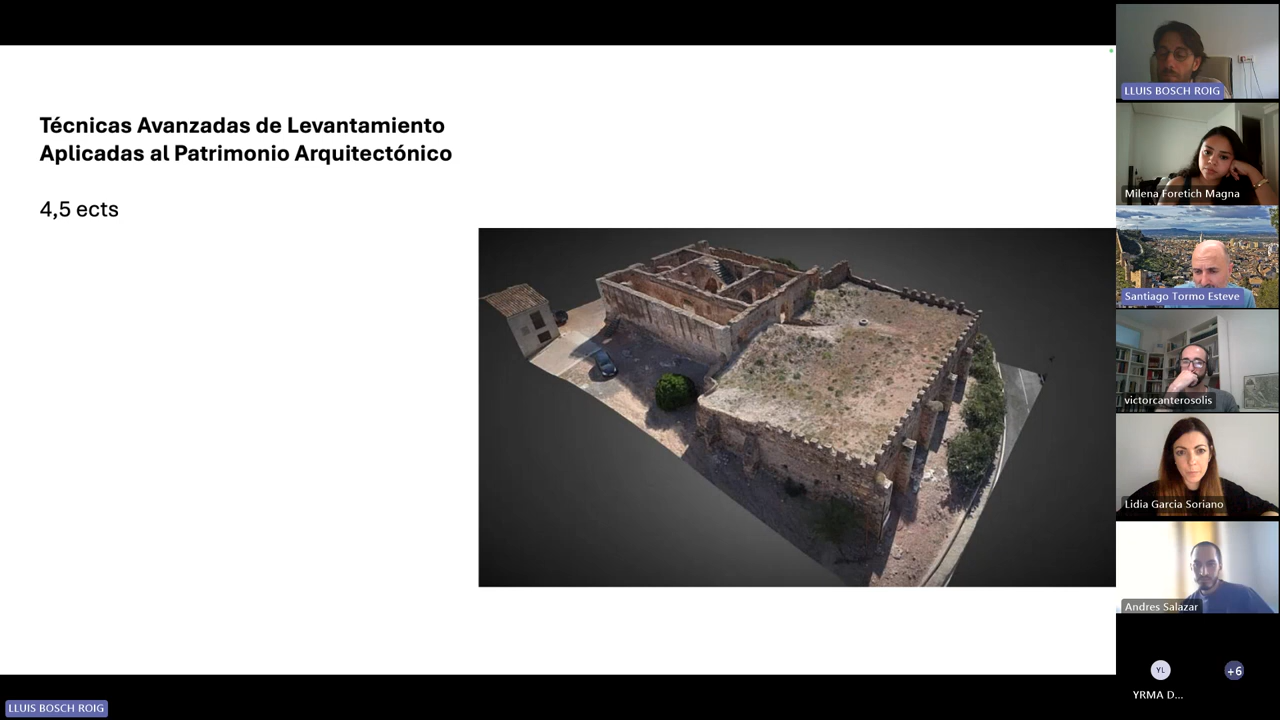 Técnicas Avanzadas de Levantamiento
Aplicadas al Patrimonio Arquitectónico
4,5 ects
LLUIS BOSCH ROIG
Milena Foretich Magna
Santiago Tormo Esteve
victorcanterosolis
Lidia Garcia Soriano
Andres Salazar
YL
+6
YRMA D...
LLUIS BOSCH ROIG